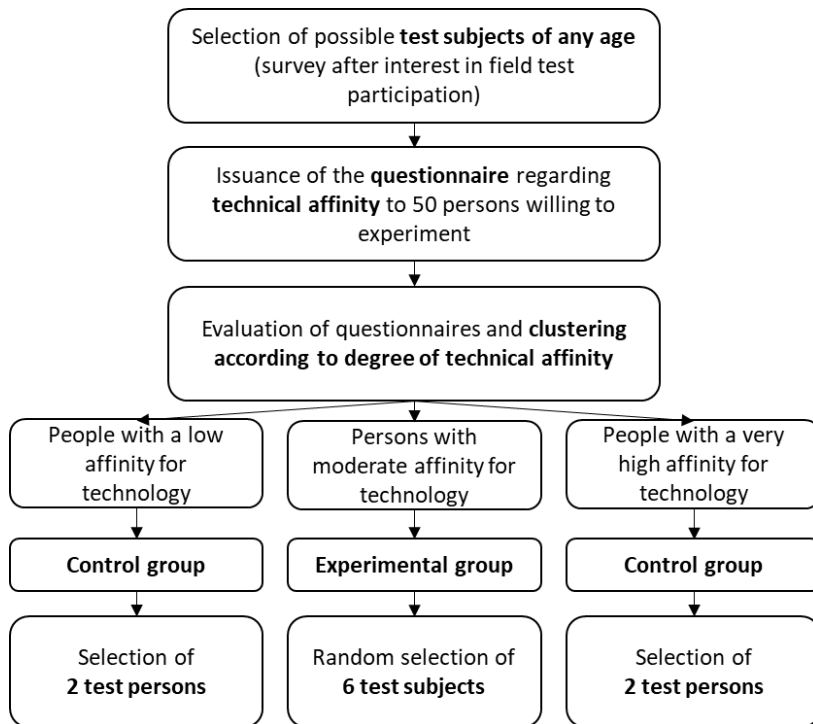 Selection of possible test subjects of any age
(survey after interest in field test
participation)
Issuance of the questionnaire regarding
technical affinity to 50 persons willing to
experiment
Evaluation of questionnaires and clustering
according to degree of technical affinity
People with a low
affinity for
technology
Persons with
moderate affinity for
technology
People with a very
high affinity for
technology
Control group
Experimental group
Control group
Selection of
2 test persons
Random selection of
6 test subjects
Selection of
2 test persons